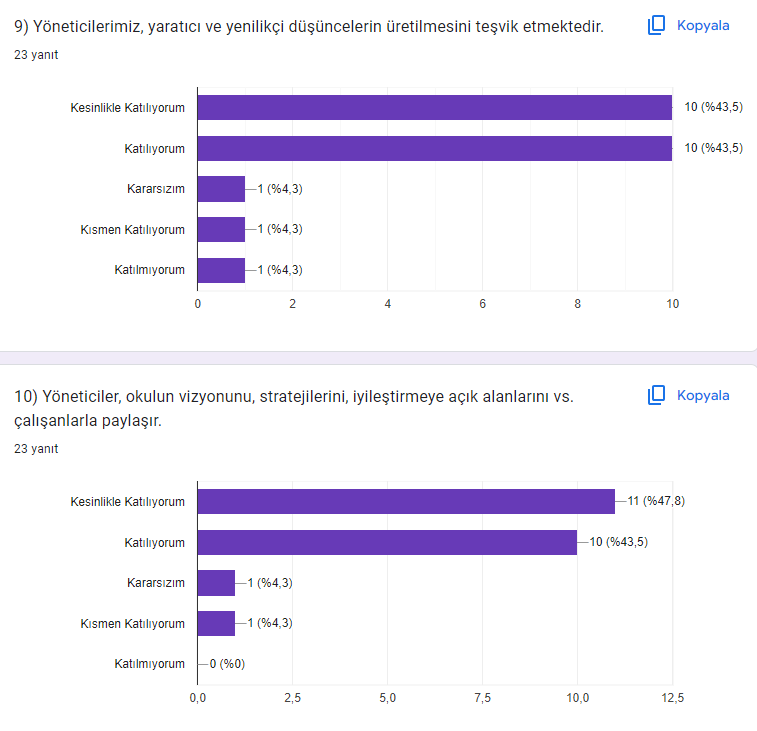 9) Yöneticilerimiz, yaratıcı ve yenilikçi düşüncelerin üretilmesini teşvik etmektedir.
Kopyala
23 yanıt
Kesinlikle Katılıyorum 10 (%43,5)
Katılıyorum 10 (%43,5)
Kararsızım 1 (%4,3)
Kısmen Katılıyorum 1 (%4,3)
Katılmıyorum 1 (%4,3)
0 2 4 6 8 10
10) Yöneticiler, okulun vizyonunu, stratejilerini, iyileştirmeye açık alanlarını vs.
Kopyala
çalışanlarla paylaşır.
23 yanıt
Kesinlikle Katılıyorum 11 (%47,8)
Katılıyorum 10 (%43,5)
Kararsızım 1 (%4,3)
Kısmen Katılıyorum 1 (%4,3)
Katılmıyorum 0 (%0)
0,0 2,5 5,0 7,5 10,0 12,5